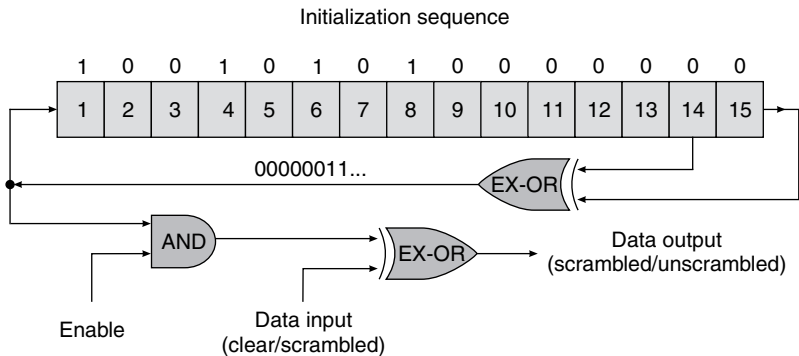 Initialization sequence
1 0 0 1 0 1 0 1 0 0 0 0 0 0 0
1 2 3 4 5 6 7 8 9 10 11 12 13 14 15
00000011...
EX-OR
AND
EX-OR
Data output
(scrambled/unscrambled)
Enable
Data input
(clear/scrambled)